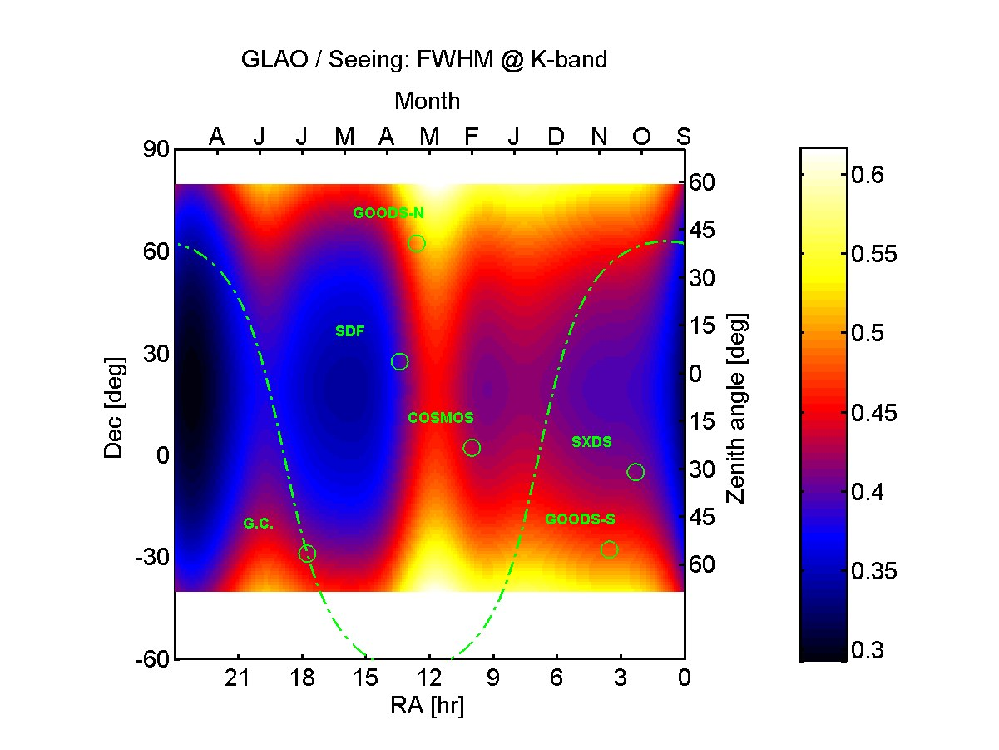 GLAO / Seeing: FWHM @ K-band
Month
A J J M A M F J D N O S
90
60
30
0
-30
-60
Dec [deg]
GOODS-N
SDF
COSMOS
SXDS
G.C.
GOODS-S
60
45
30
15
0
15
30
45
60
Zenith angle [deg]
21 18 15 12 9 6 3 0
RA [hr]
0.6
0.55
0.5
0.45
0.4
0.35
0.3